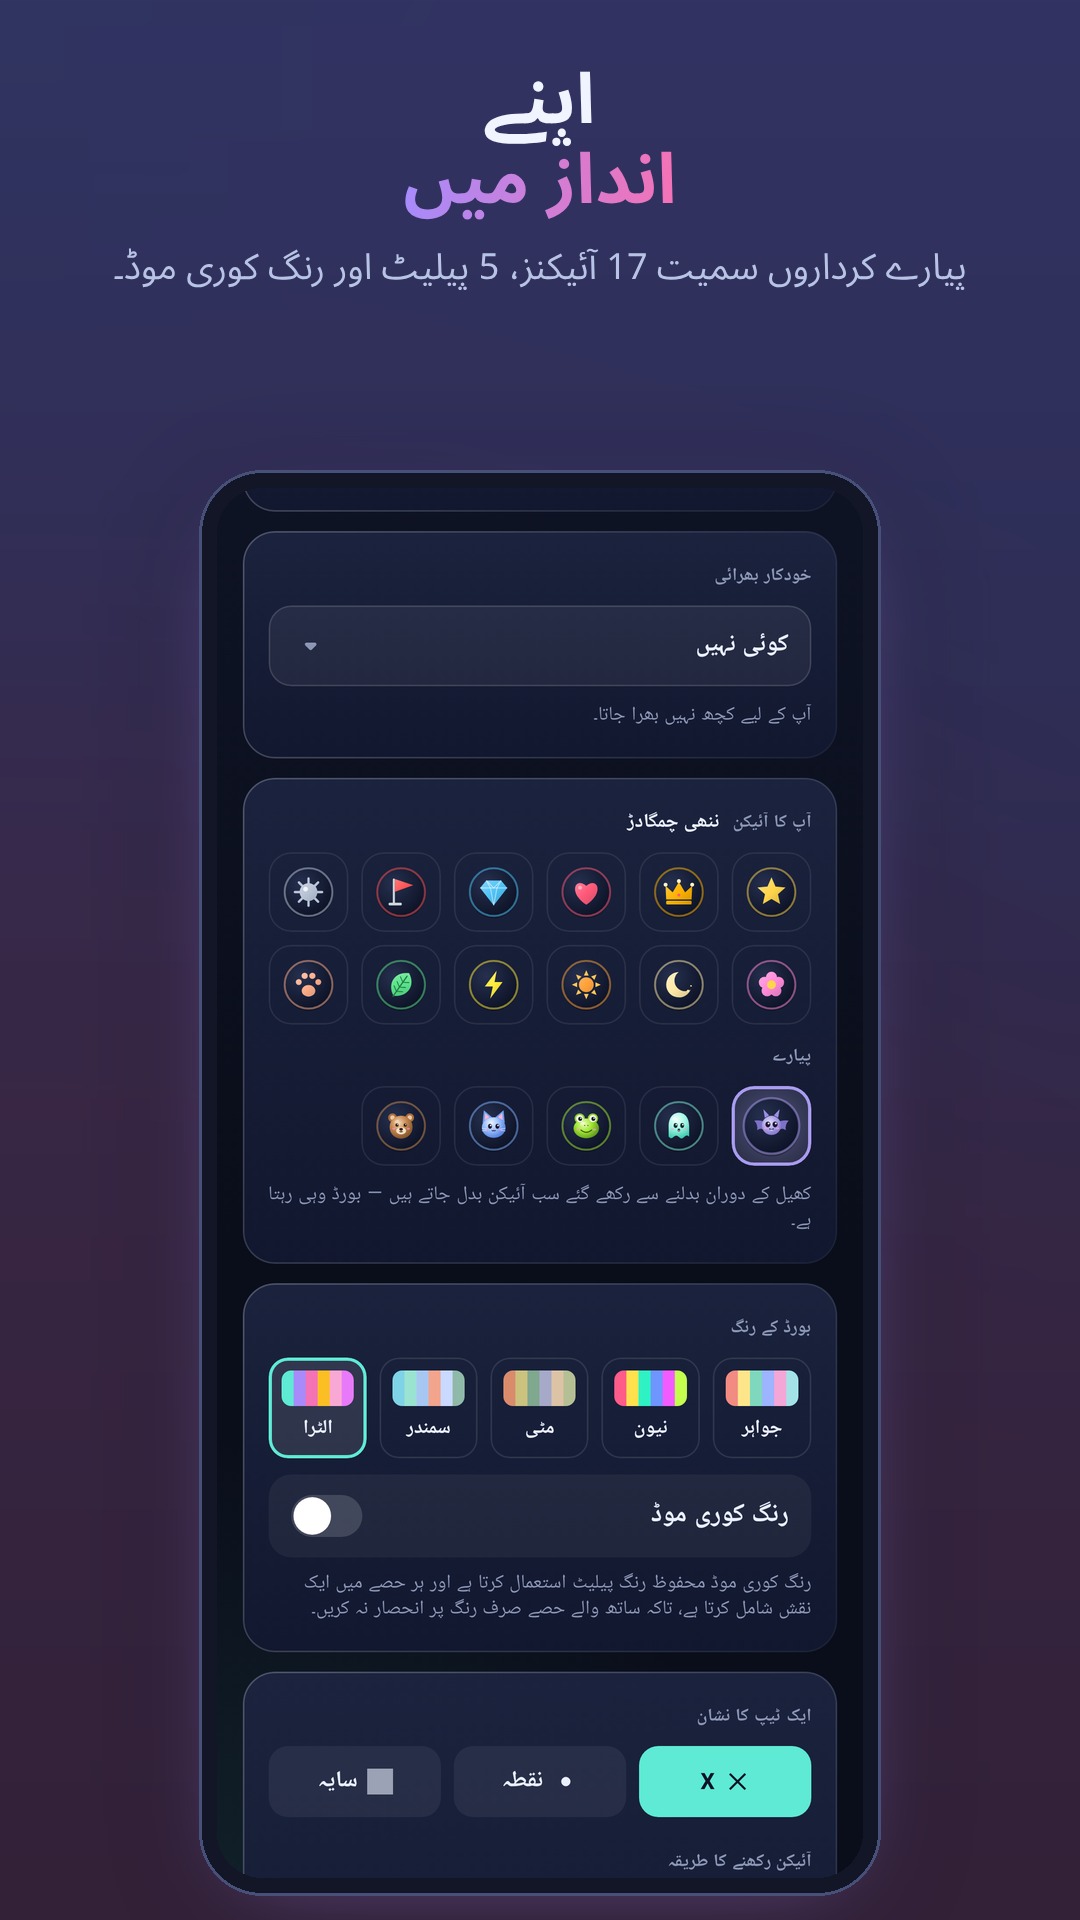 اپنے
انداز میں
پیارے کرداروں سمیت 17 آئیکنز، 5 پیلیٹ اور رنگ کوری موڈ۔
خودکار بھرائی
کوئی نہیں
آپ کے لیے کچھ نہیں بھرا جاتا۔
آپ کا آئیکن ننھی چمگادڑ
پیارے
کھیل کے دوران بدلنے سے رکھے گئے سب آئیکن بدل جاتے ہیں — بورڈ وہی رہتا
ہے۔
بورڈ کے رنگ
جواہر نیون مٹی سمندر الٹرا
رنگ کوری موڈ
رنگ کوری موڈ محفوظ رنگ پیلیٹ استعمال کرتا ہے اور ہر حصے میں ایک
نقش شامل کرتا ہے، تاکہ ساتھ والے حصے صرف رنگ پر انحصار نہ کریں۔
ایک ٹیپ کا نشان
X نقطہ سایہ
آئیکن رکھنے کا طریقہ